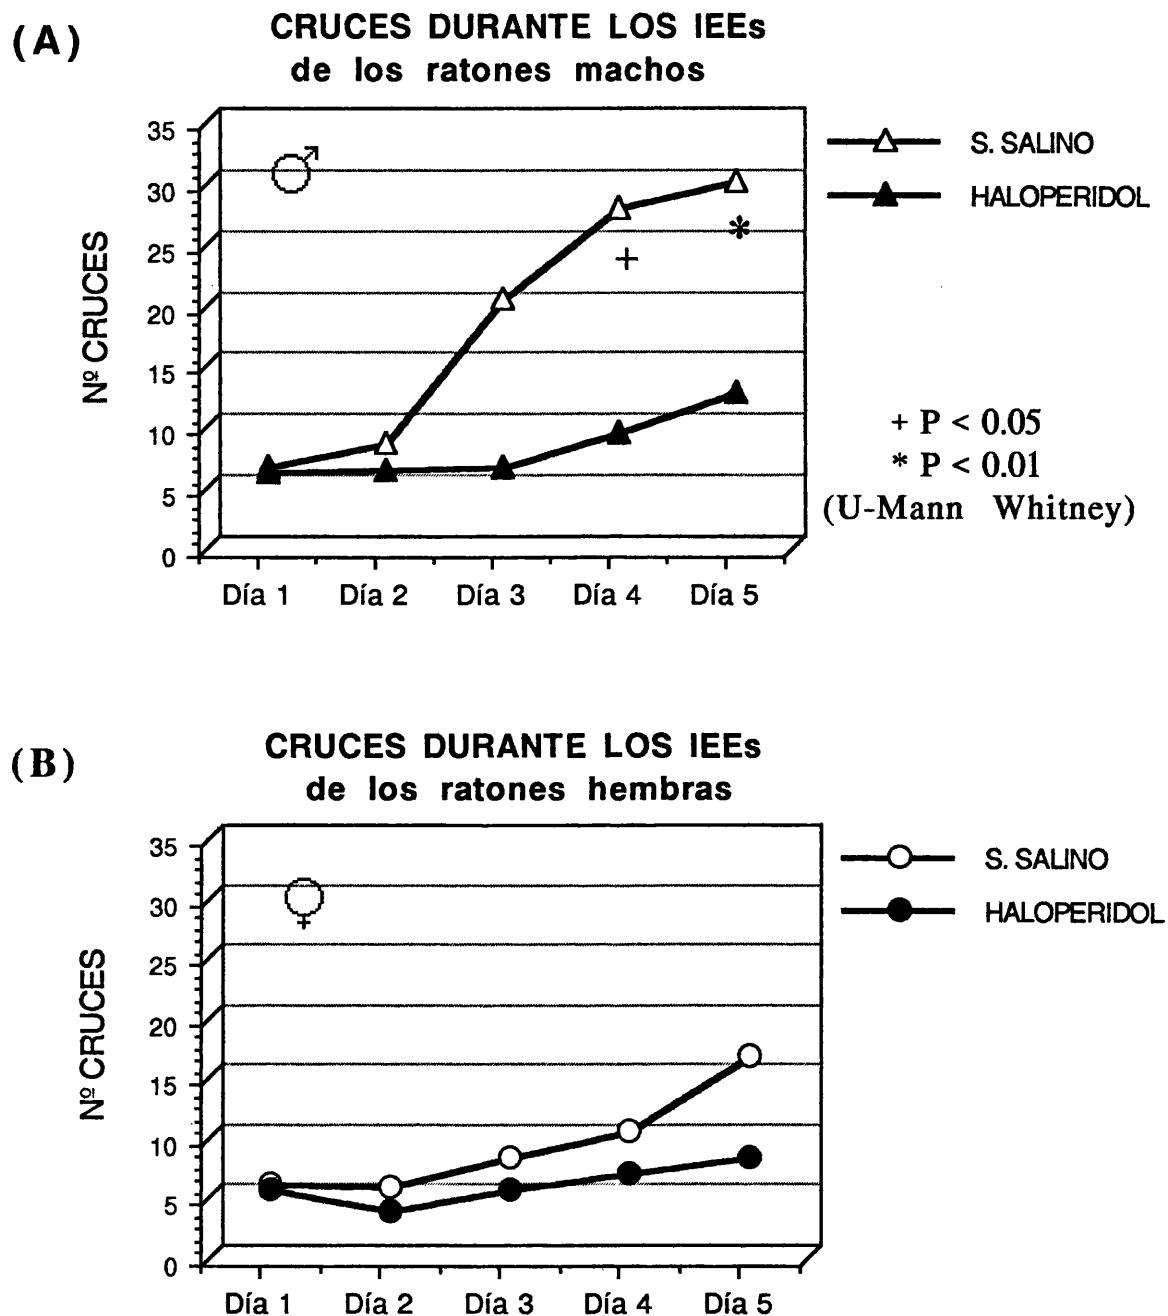 (A)
CRUCES DURANTE LOS IEEs
de los ratones machos
35
30
25
20
15
10
5
0
Nº CRUCES
Día 1 Día 2 Día 3 Día 4 Día 5
+
*
S. SALINO
HALOPERIDOL
+ P < 0.05
* P < 0.01
(U-Mann Whitney)
(B)
CRUCES DURANTE LOS IEEs
de los ratones hembras
35
30
25
20
15
10
5
0
Nº CRUCES
Día 1 Día 2 Día 3 Día 4 Día 5
S. SALINO
HALOPERIDOL